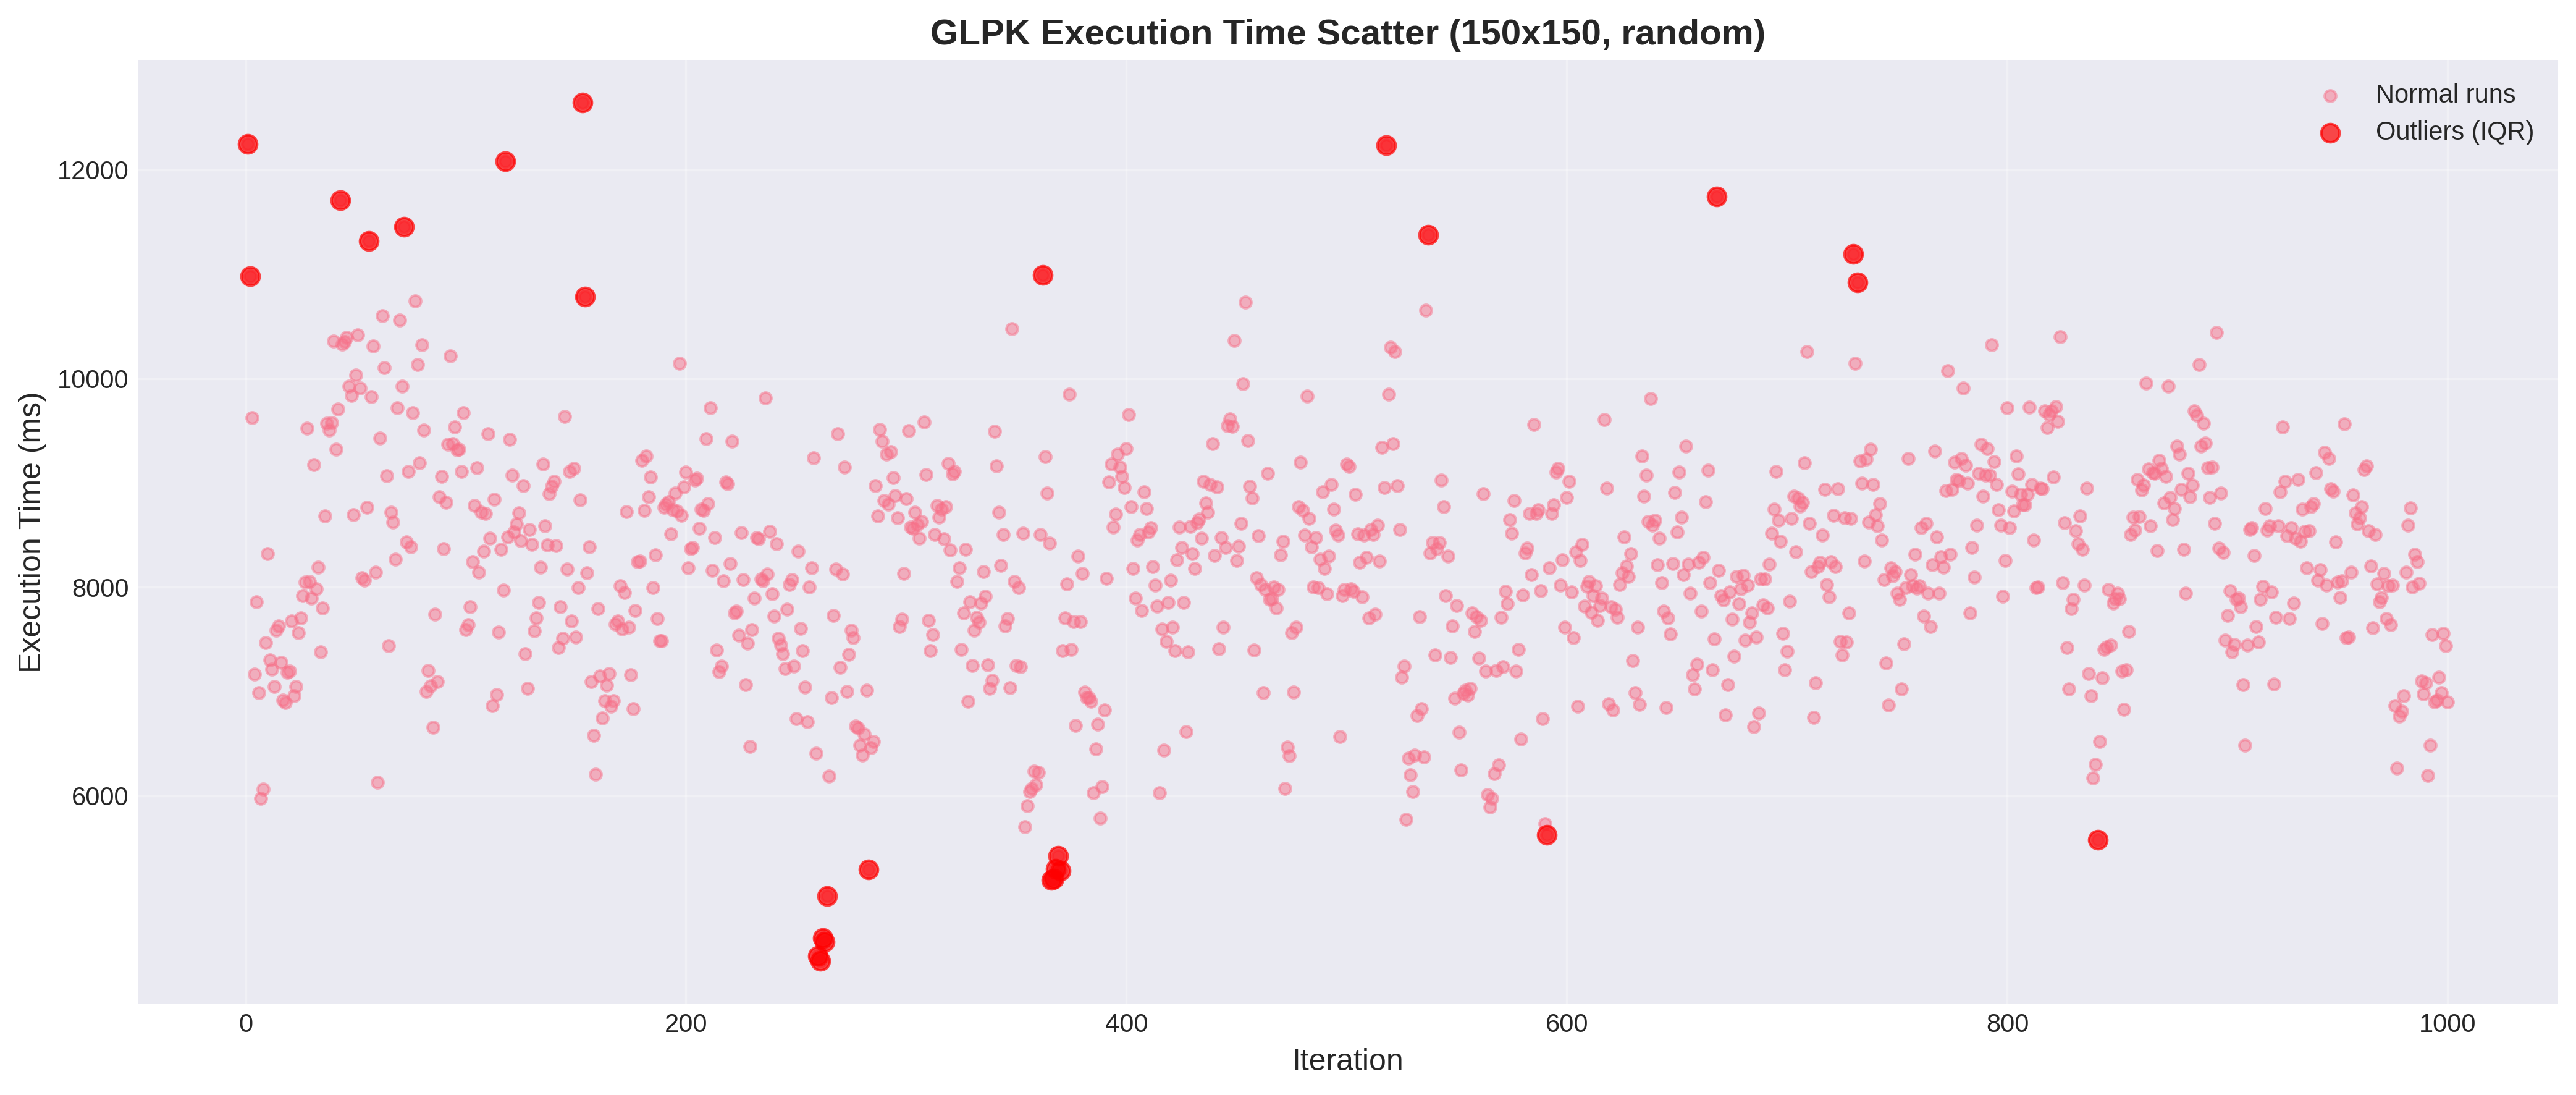 GLPK Execution Time Scatter (150x150, random)
Normal runs
Outliers (IQR)
Execution Time (ms)
12000
10000
8000
6000
0
200
400
600
800
1000
Iteration